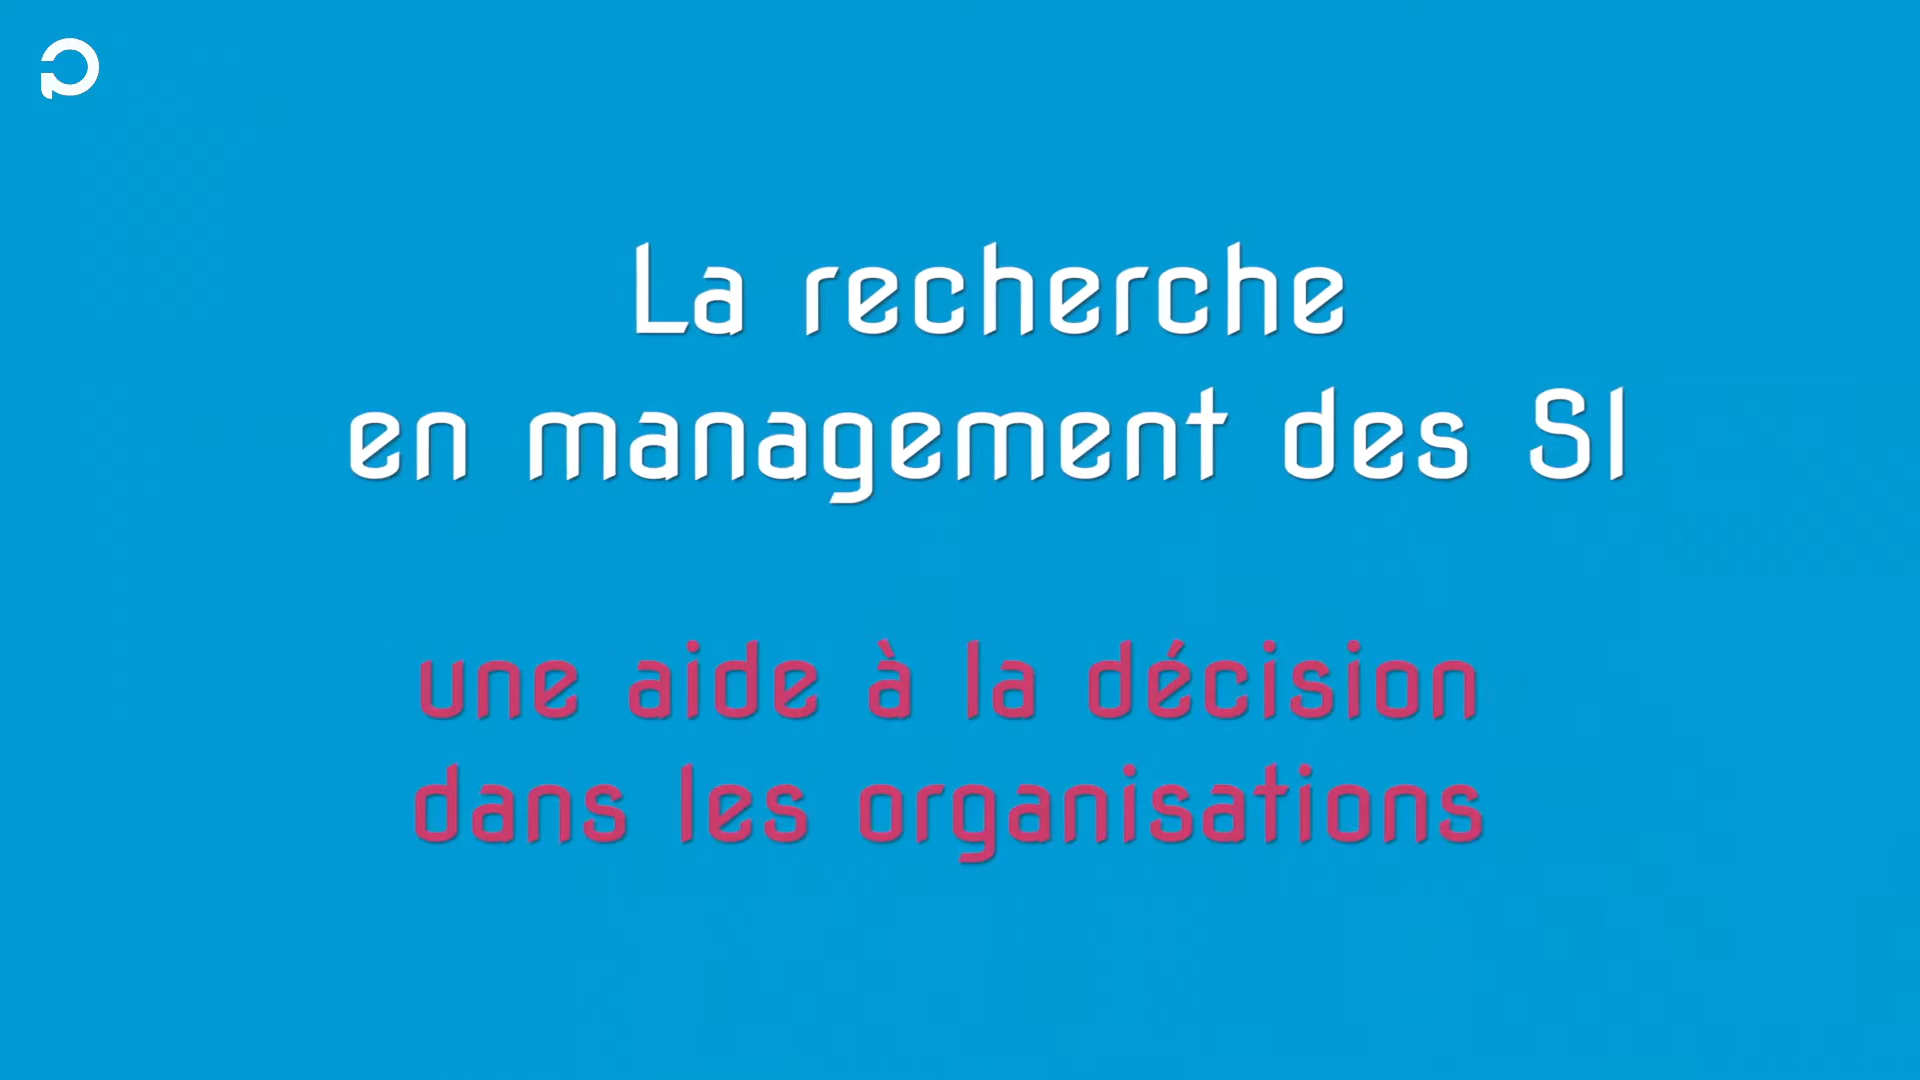 La recherche
en management des SI
une aide à la décision
dans les organisations